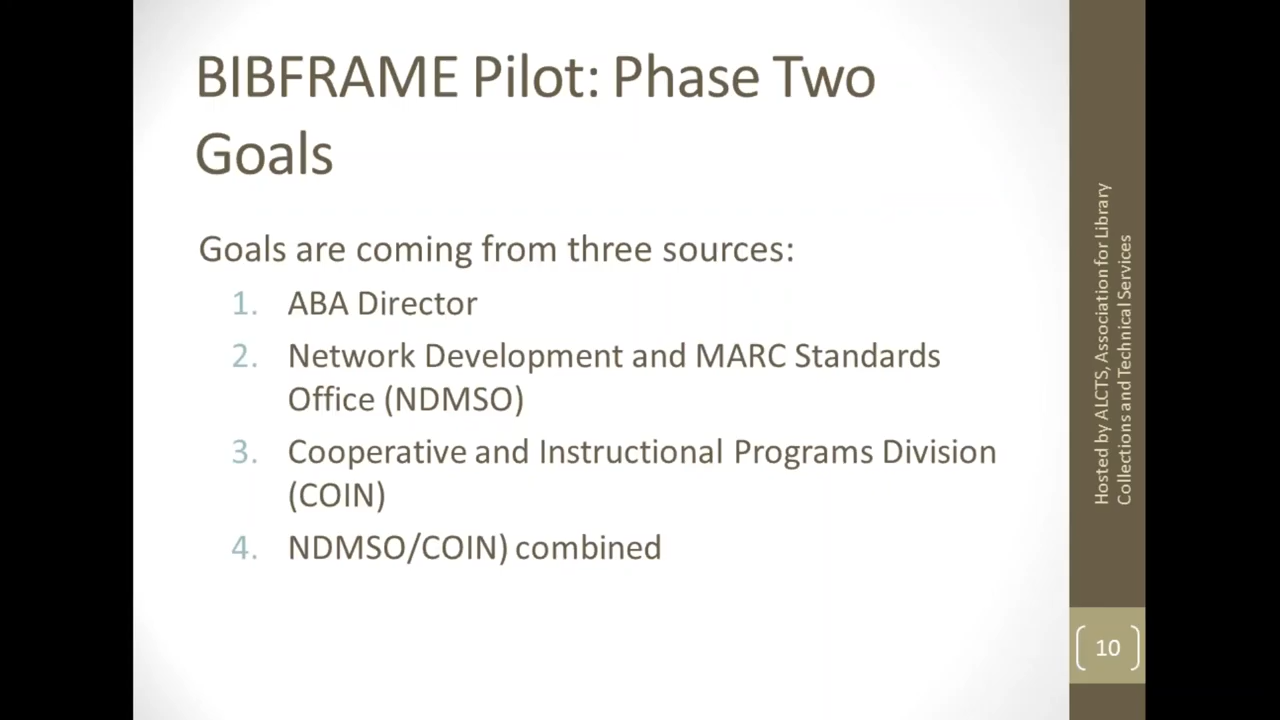 BIBFRAME Pilot: Phase Two
Goals
Goals are coming from three sources:
1. ABA Director
2. Network Development and MARC Standards
Office (NDMSO)
3. Cooperative and Instructional Programs Division
(COIN)
4. NDMSO/COIN) combined
Hosted by ALCTS, Association for Library
Collections and Technical Services
10